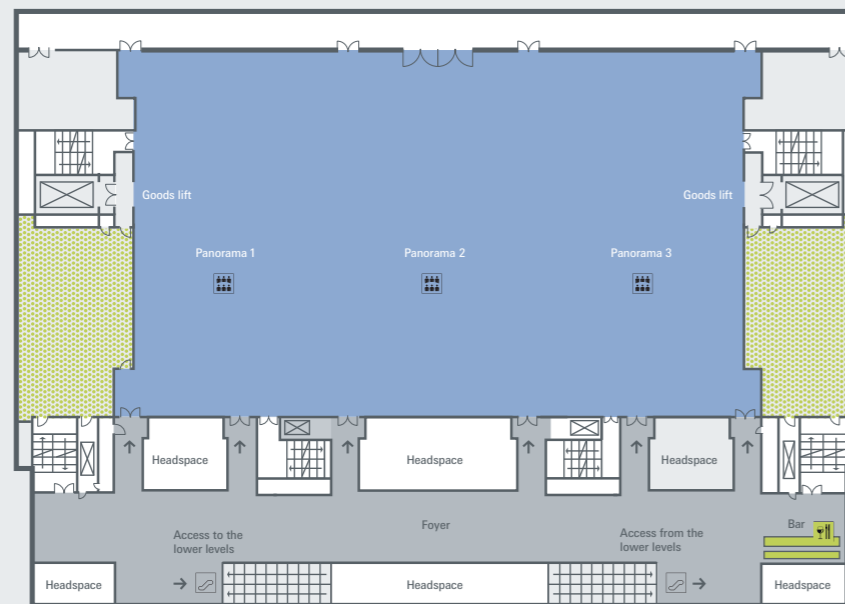 Goods lift
Goods lift
Panorama 1
Panorama 2
Panorama 3
Headspace
Headspace
Headspace
Access to the
lower levels
Foyer
Access from the
lower levels
Bar
Headspace
Headspace
Headspace